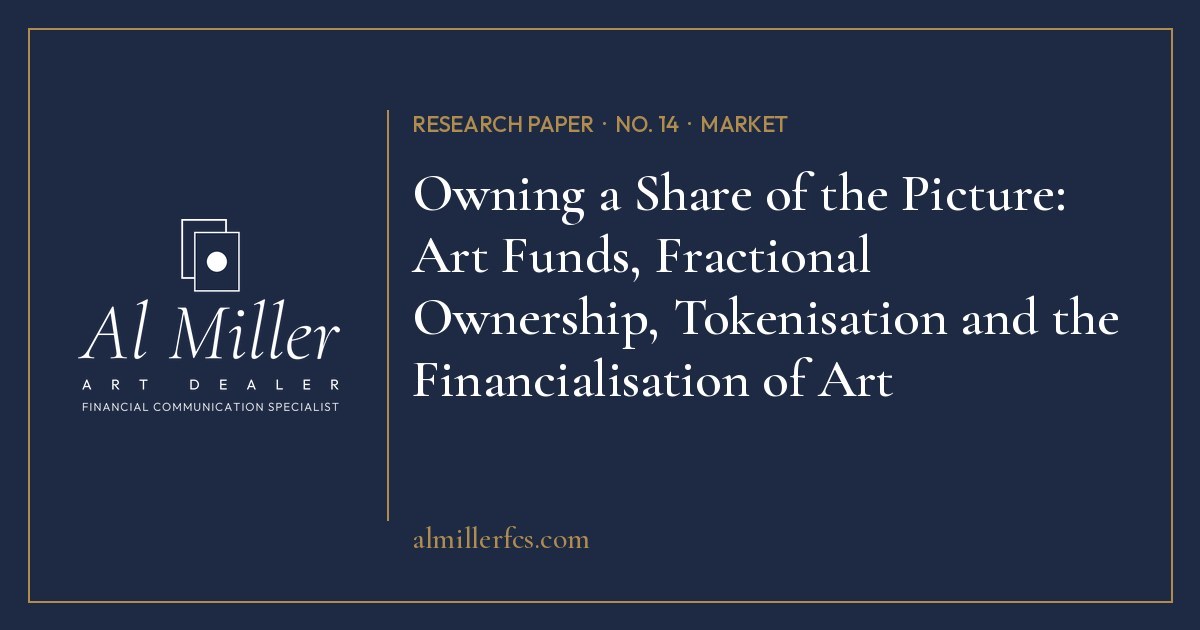 Al Miller
ART DEALER
FINANCIAL COMMUNICATION SPECIALIST
RESEARCH PAPER · NO. 14 · MARKET
Owning a Share of the Picture:
Art Funds, Fractional
Ownership, Tokenisation and the
Financialisation of Art
almillerfcs.com